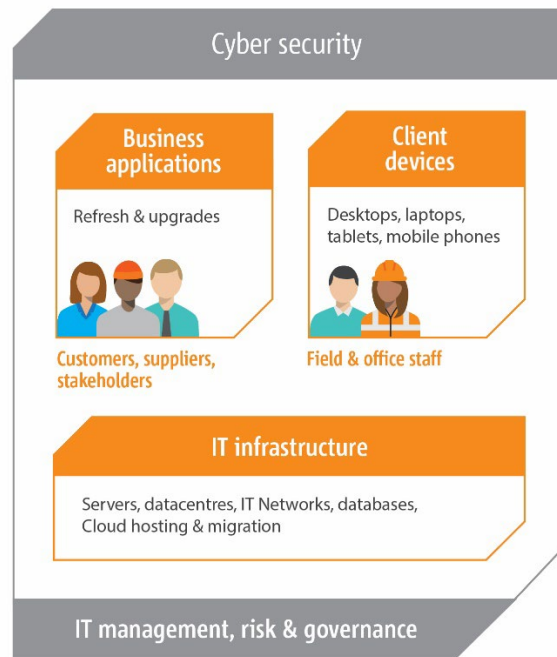 Cyber security
Business
applications
Refresh & upgrades
Customers, suppliers,
stakeholders
Client
devices
Desktops, laptops,
tablets, mobile phones
Field & office staff
IT infrastructure
Servers, datacentres, IT Networks, databases,
Cloud hosting & migration
IT management, risk & governance